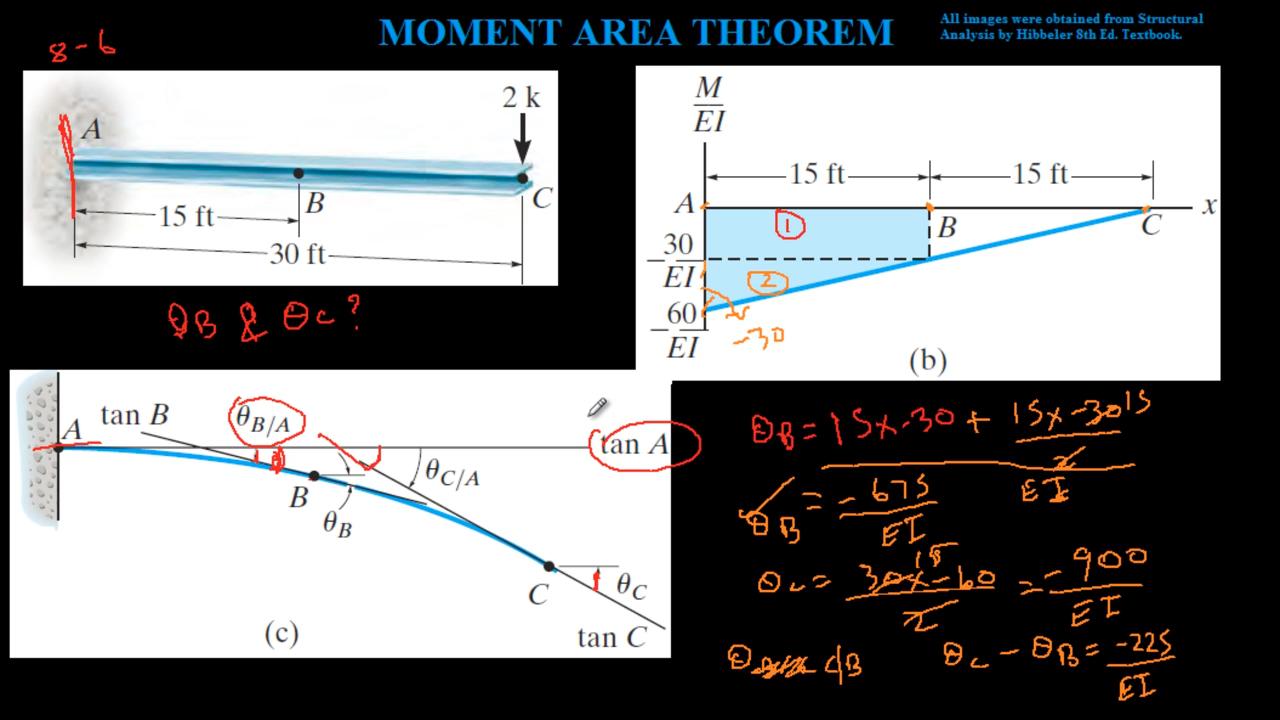 MOMENT AREA THEOREM
All images were obtained from Structural
Analysis by Hibbeler 8th Ed. Textbook.
8-6
2 k
A
B
C
15 ft
30 ft
θB & θC?
M
EI
15 ft
15 ft
A
B
C
x
1
-30
EI
2
-60
EI
-30
(b)
A
tan B
θB/A
tan A
θC/A
B
θB
C
θC
tan C
(c)
θB = 15x-30 + 15x-30 15
2
EI
θB = -675
EI
θC = 30x-60 15
2
= -900
EI
θ C/B
θC - θB = -225
EI